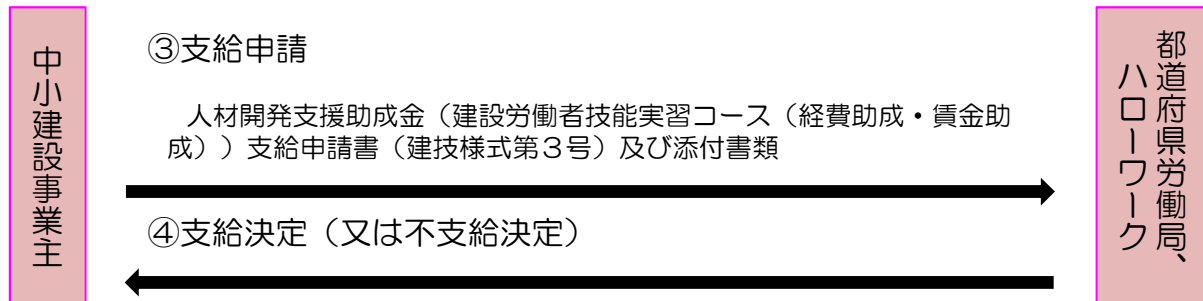 中小建設事業主
③支給申請
人材開発支援助成金（建設労働者技能実習コース（経費助成・賃金助
成））支給申請書（建技様式第３号）及び添付書類
④支給決定（又は不支給決定）
都道府県労働局、
ハローワーク